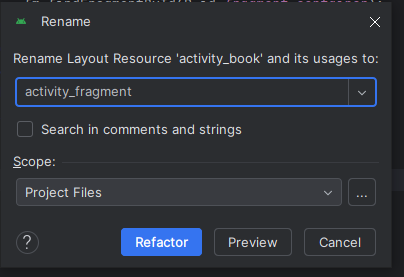 Rename
Rename Layout Resource 'activity_book' and its usages to:
activity_fragment
Search in comments and strings
Scope:
Project Files
...
?
Refactor
Preview
Cancel